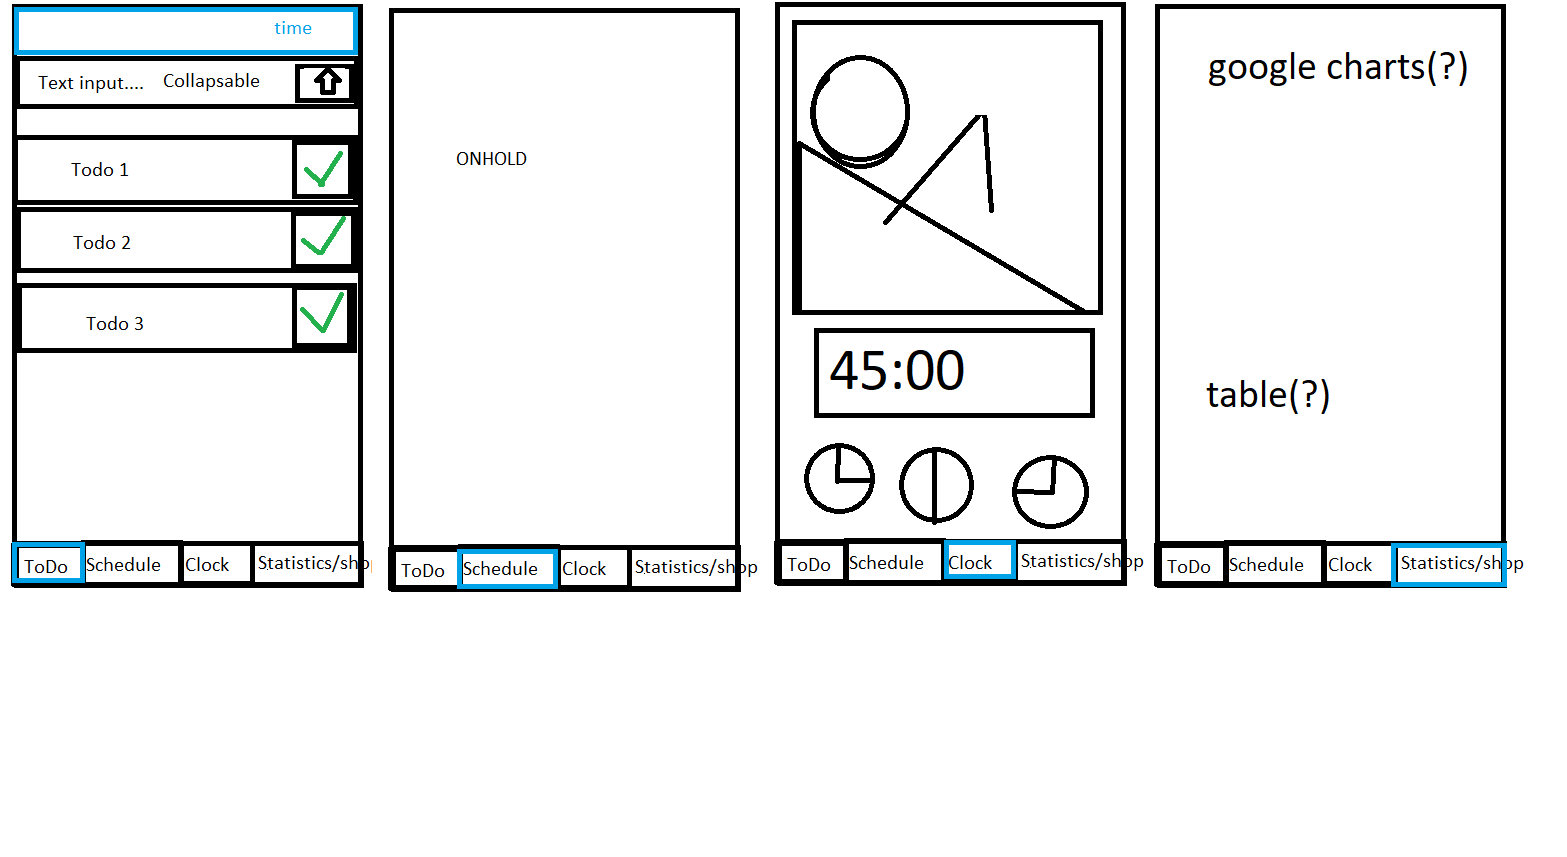 time
Text input.... Collapsable
Todo 1
Todo 2
Todo 3
ToDo Schedule Clock Statistics/sho
ONHOLD
ToDo Schedule Clock Statistics/shop
45:00
ToDo Schedule Clock Statistics/shop
google charts(?)
table(?)
ToDo Schedule Clock Statistics/shop